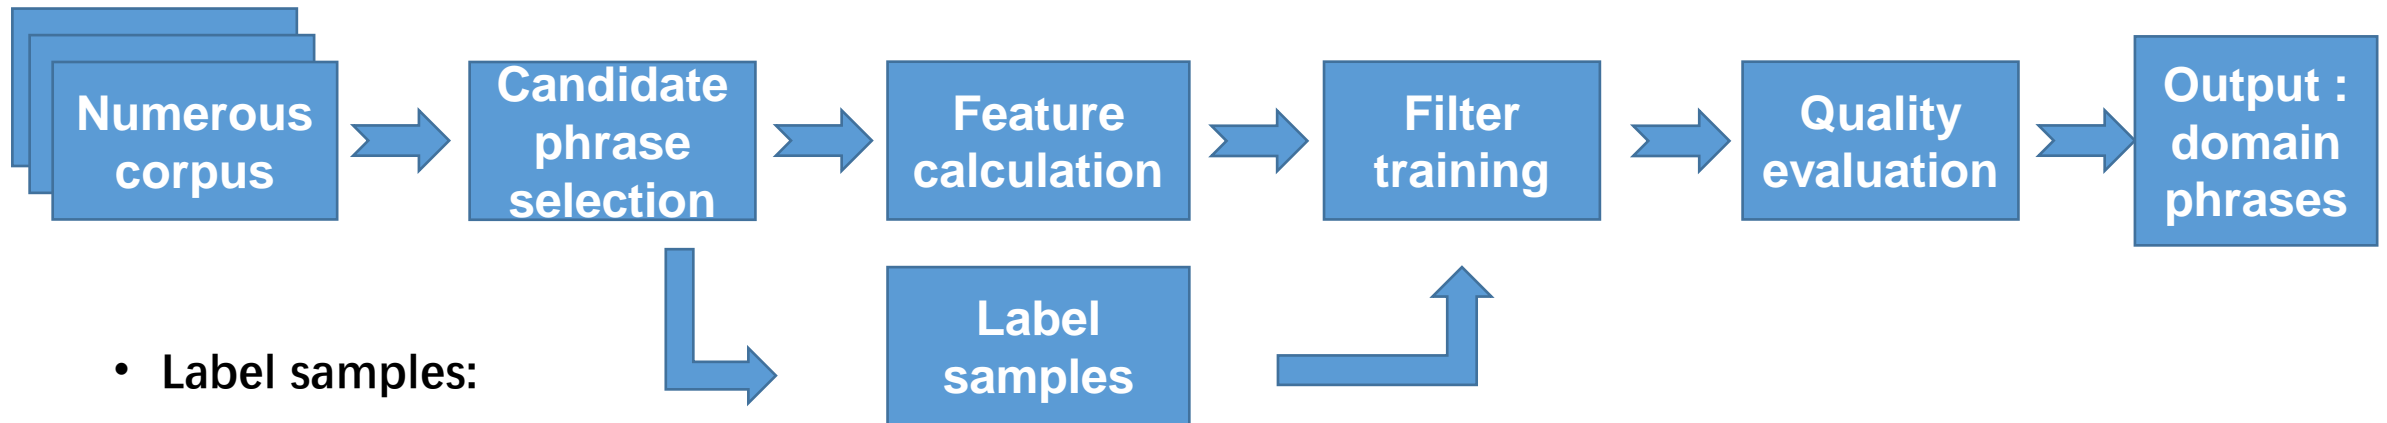 Numerous
corpus
Candidate
phrase
selection
Feature
calculation
Filter
training
Quality
evaluation
Output :
domain
phrases
Label
samples
• Label samples: